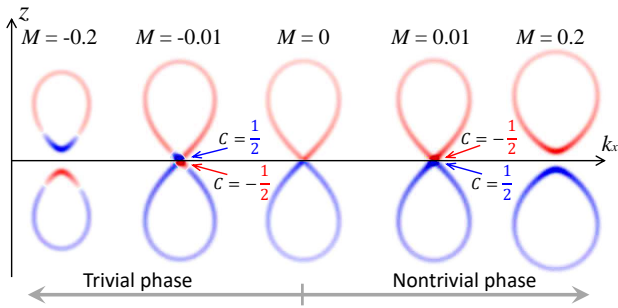 z
M = -0.2 M = -0.01 M = 0 M = 0.01 M = 0.2
C = 1/2
C = -1/2
C = -1/2
C = 1/2
k_x
Trivial phase Nontrivial phase